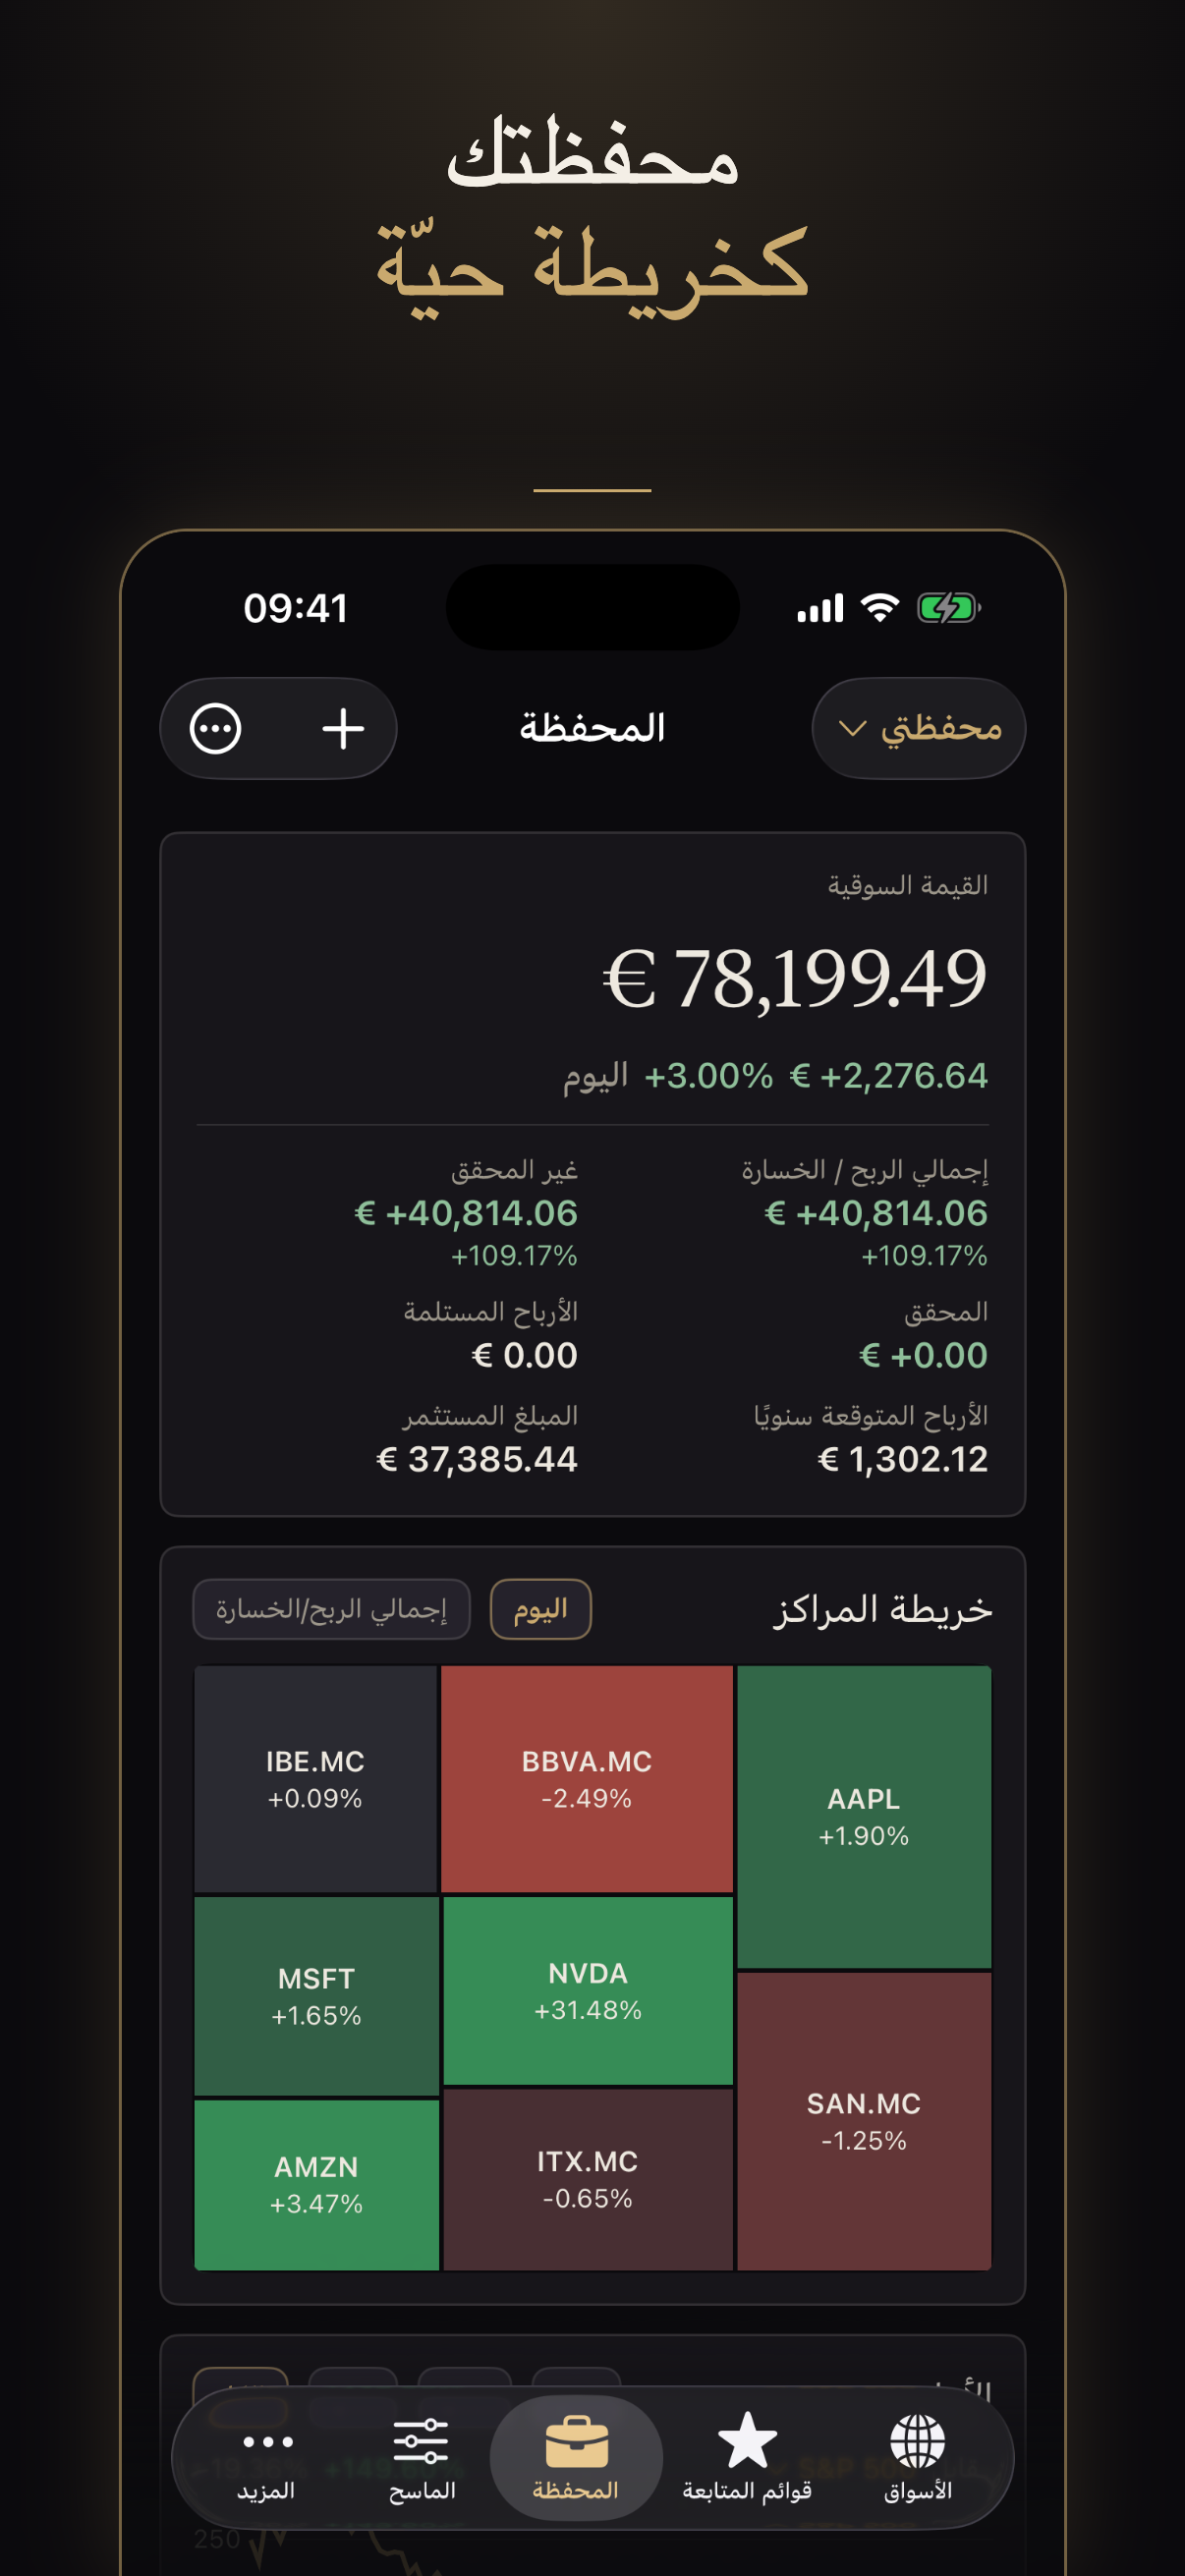 محفظتك
كخريطة حيّة
09:41
محفظتي
المحفظة
القيمة السوقية
€ 78,199.49
€ +2,276.64 +3.00% اليوم
إجمالي الربح / الخسارة
€ +40,814.06
+109.17%
غير المحقق
€ +40,814.06
+109.17%
المحقق
€ +0.00
الأرباح المستلمة
€ 0.00
الأرباح المتوقعة سنويًا
€ 1,302.12
المبلغ المستثمر
€ 37,385.44
خريطة المراكز
اليوم
إجمالي الربح/الخسارة
AAPL
+1.90%
BBVA.MC
-2.49%
IBE.MC
+0.09%
NVDA
+31.48%
MSFT
+1.65%
SAN.MC
-1.25%
ITX.MC
-0.65%
AMZN
+3.47%
الأسواق
قوائم المتابعة
المحفظة
الماسح
المزيد
250